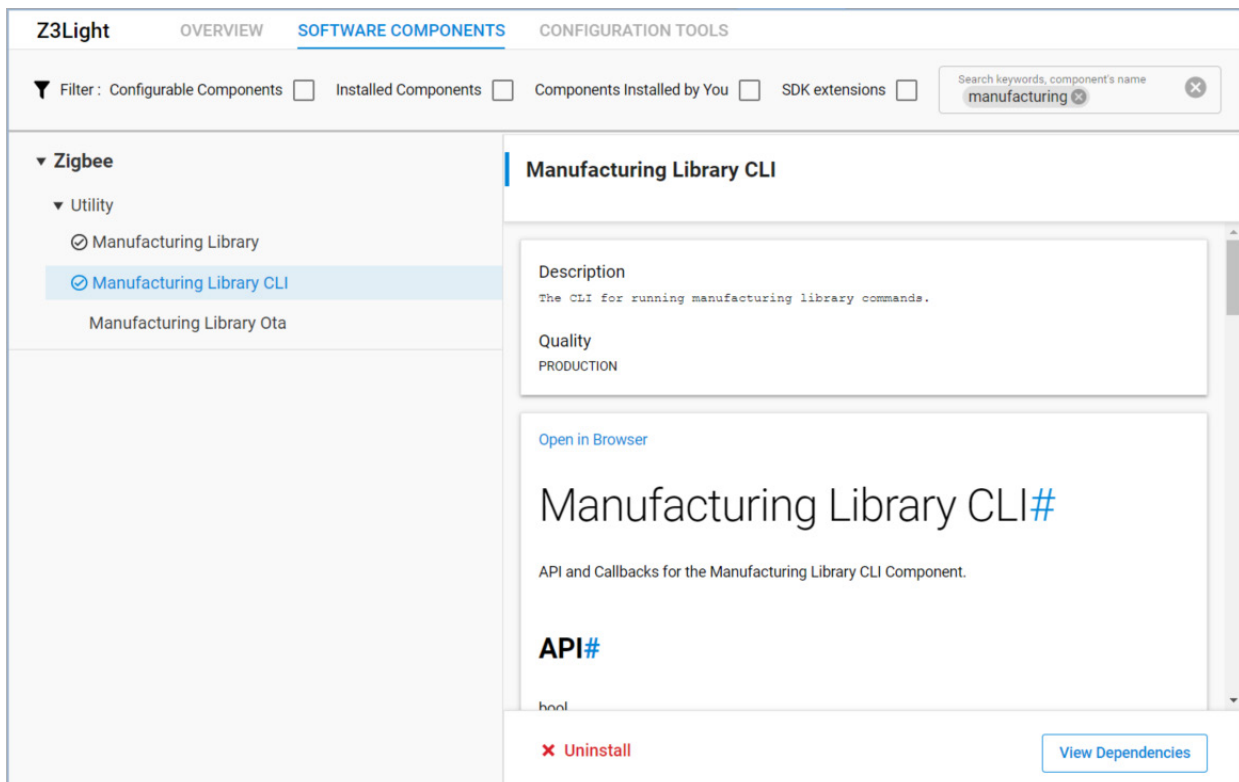 Z3Light OVERVIEW SOFTWARE COMPONENTS CONFIGURATION TOOLS
Filter : Configurable Components Installed Components Components Installed by You SDK extensions
Search keywords, component's name
manufacturing
Zigbee
Utility
Manufacturing Library
Manufacturing Library CLI
Manufacturing Library Ota
Manufacturing Library CLI
Description
The CLI for running manufacturing library commands.
Quality
PRODUCTION
Open in Browser
Manufacturing Library CLI#
API and Callbacks for the Manufacturing Library CLI Component.
API#
bool
Uninstall
View Dependencies